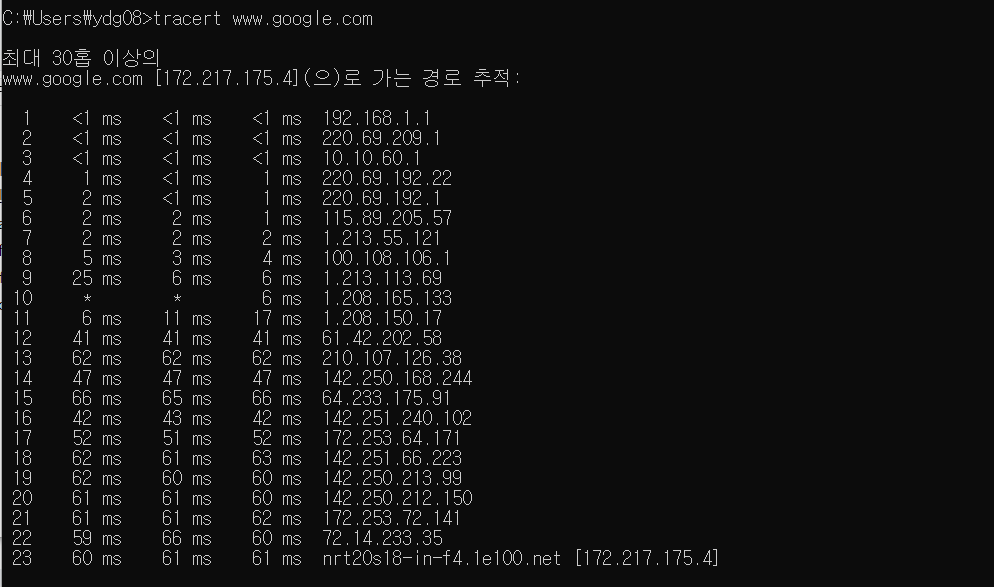 C:\Users\ydg08>tracert www.google.com
최대 30홉 이상의
www.google.com [172.217.175.4](으)로 가는 경로 추적:
1 <1 ms <1 ms <1 ms 192.168.1.1
2 <1 ms <1 ms <1 ms 220.69.209.1
3 <1 ms <1 ms <1 ms 10.10.60.1
4 1 ms <1 ms 1 ms 220.69.192.22
5 2 ms <1 ms 1 ms 220.69.192.1
6 2 ms 2 ms 1 ms 115.89.205.57
7 2 ms 2 ms 2 ms 1.213.55.121
8 5 ms 3 ms 4 ms 100.108.106.1
9 25 ms 6 ms 6 ms 1.213.113.69
10 * * 6 ms 1.208.165.133
11 6 ms 11 ms 17 ms 1.208.150.17
12 41 ms 41 ms 41 ms 61.42.202.58
13 62 ms 62 ms 62 ms 210.107.126.38
14 47 ms 47 ms 47 ms 142.250.168.244
15 66 ms 65 ms 66 ms 64.233.175.91
16 42 ms 43 ms 42 ms 142.251.240.102
17 52 ms 51 ms 52 ms 172.253.64.171
18 62 ms 61 ms 63 ms 142.251.66.223
19 62 ms 60 ms 60 ms 142.250.213.99
20 61 ms 61 ms 60 ms 142.250.212.150
21 61 ms 61 ms 62 ms 172.253.72.141
22 59 ms 66 ms 60 ms 72.14.233.35
23 60 ms 61 ms 61 ms nrt20s18-in-f4.1e100.net [172.217.175.4]